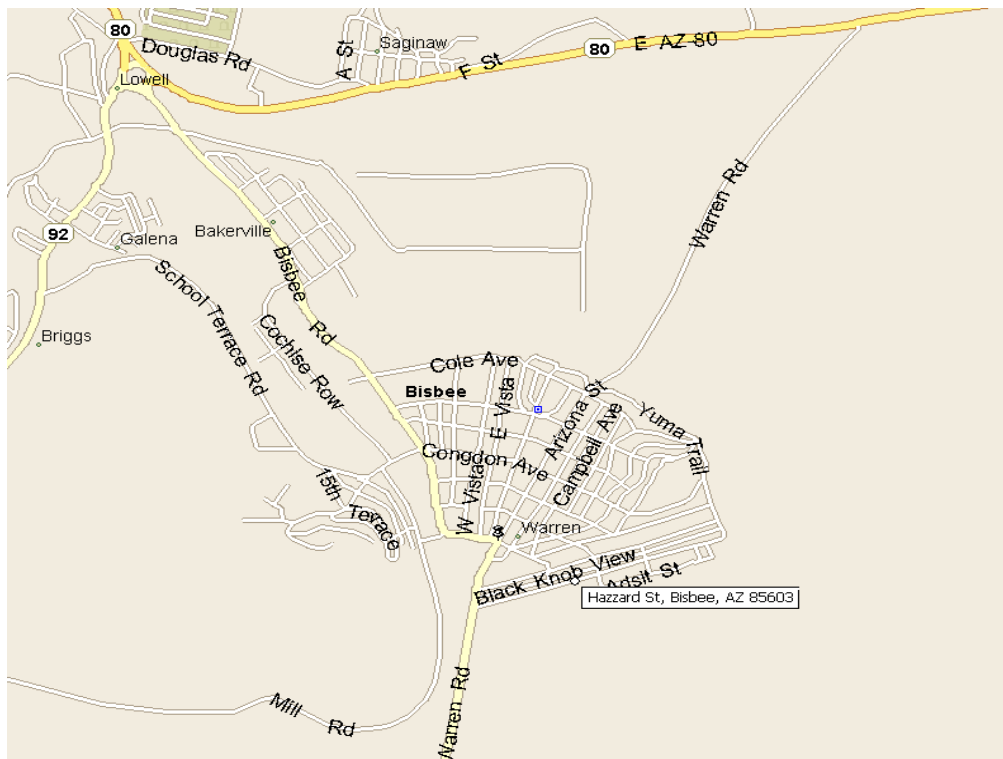 80
Douglas Rd
A St
Saginaw
F St
80
E AZ-80
Lowell
Warren Rd
92
Galena
Bakerville
Bisbee Rd
School Terrace Rd
Briggs
Cochise Row
Cole Ave
Bisbee
E Vista
Arizona St
Campbell Ave
Yuma Trail
Congdon Ave
W Vista
15th Terrace
Warren
Black Knob View
Adsit St
Hazzard St, Bisbee, AZ 85603
Mill Rd
Warren Rd